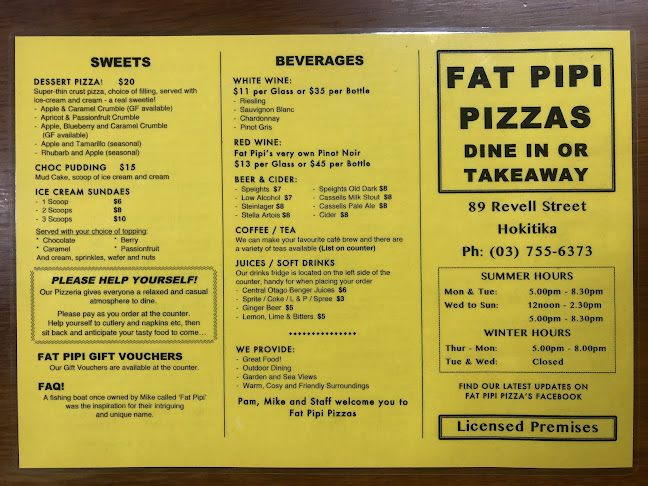 SWEETS
DESSERT PIZZA! $20
Super-thin crust pizza, choice of filling, served with
ice-cream and cream - a real sweetie!
- Apple & Caramel Crumble (GF available)
- Apricot & Passionfruit Crumble
- Apple, Blueberry and Caramel Crumble
(GF available)
- Apple and Tamarillo (seasonal)
- Rhubarb and Apple (seasonal)
CHOC PUDDING $15
Mud Cake, scoop of ice cream and cream
ICE CREAM SUNDAES
- 1 Scoop $6
- 2 Scoops $8
- 3 Scoops $10
Served with your choice of topping:
* Chocolate * Berry
* Caramel * Passionfruit
And cream, sprinkles, wafer and nuts
PLEASE HELP YOURSELF!
Our Pizzeria gives everyone a relaxed and casual
atmosphere to dine.
Please pay as you order at the counter.
Help yourself to cutlery and napkins etc, then
sit back and anticipate your tasty food to come…
FAT PIPI GIFT VOUCHERS
Our Gift Vouchers are available at the counter.
FAQ!
A fishing boat once owned by Mike called 'Fat Pipi'
was the inspiration for their intriguing
and unique name.
BEVERAGES
WHITE WINE:
$11 per Glass or $35 per Bottle
- Riesling
- Sauvignon Blanc
- Chardonnay
- Pinot Gris
RED WINE:
Fat Pipi's very own Pinot Noir
$13 per Glass or $45 per Bottle
BEER & CIDER:
- Speights $7 - Speights Old Dark $8
- Low Alcohol $7 - Cassells Milk Stout $8
- Steinlager $8 - Cassells Pale Ale $8
- Stella Artois $8 - Cider $8
COFFEE / TEA
We can make your favourite café brew and there are
a variety of teas available (List on counter)
JUICES / SOFT DRINKS
Our drinks fridge is located on the left side of the
counter, handy for when placing your order
- Central Otago Benger Juices $6
- Sprite / Coke / L & P / Spree $3
- Ginger Beer $5
- Lemon, Lime & Bitters $5
WE PROVIDE:
- Great Food!
- Outdoor Dining
- Garden and Sea Views
- Warm, Cosy and Friendly Surroundings
Pam, Mike and Staff welcome you to
Fat Pipi Pizzas
FAT PIPI
PIZZAS
DINE IN OR
TAKEAWAY
89 Revell Street
Hokitika
Ph: (03) 755-6373
SUMMER HOURS
Mon & Tue: 5.00pm - 8.30pm
Wed to Sun: 12noon - 2.30pm
5.00pm - 8.30pm
WINTER HOURS
Thur - Mon: 5.00pm - 8.00pm
Tue & Wed: Closed
FIND OUR LATEST UPDATES ON
FAT PIPI PIZZA'S FACEBOOK
Licensed Premises